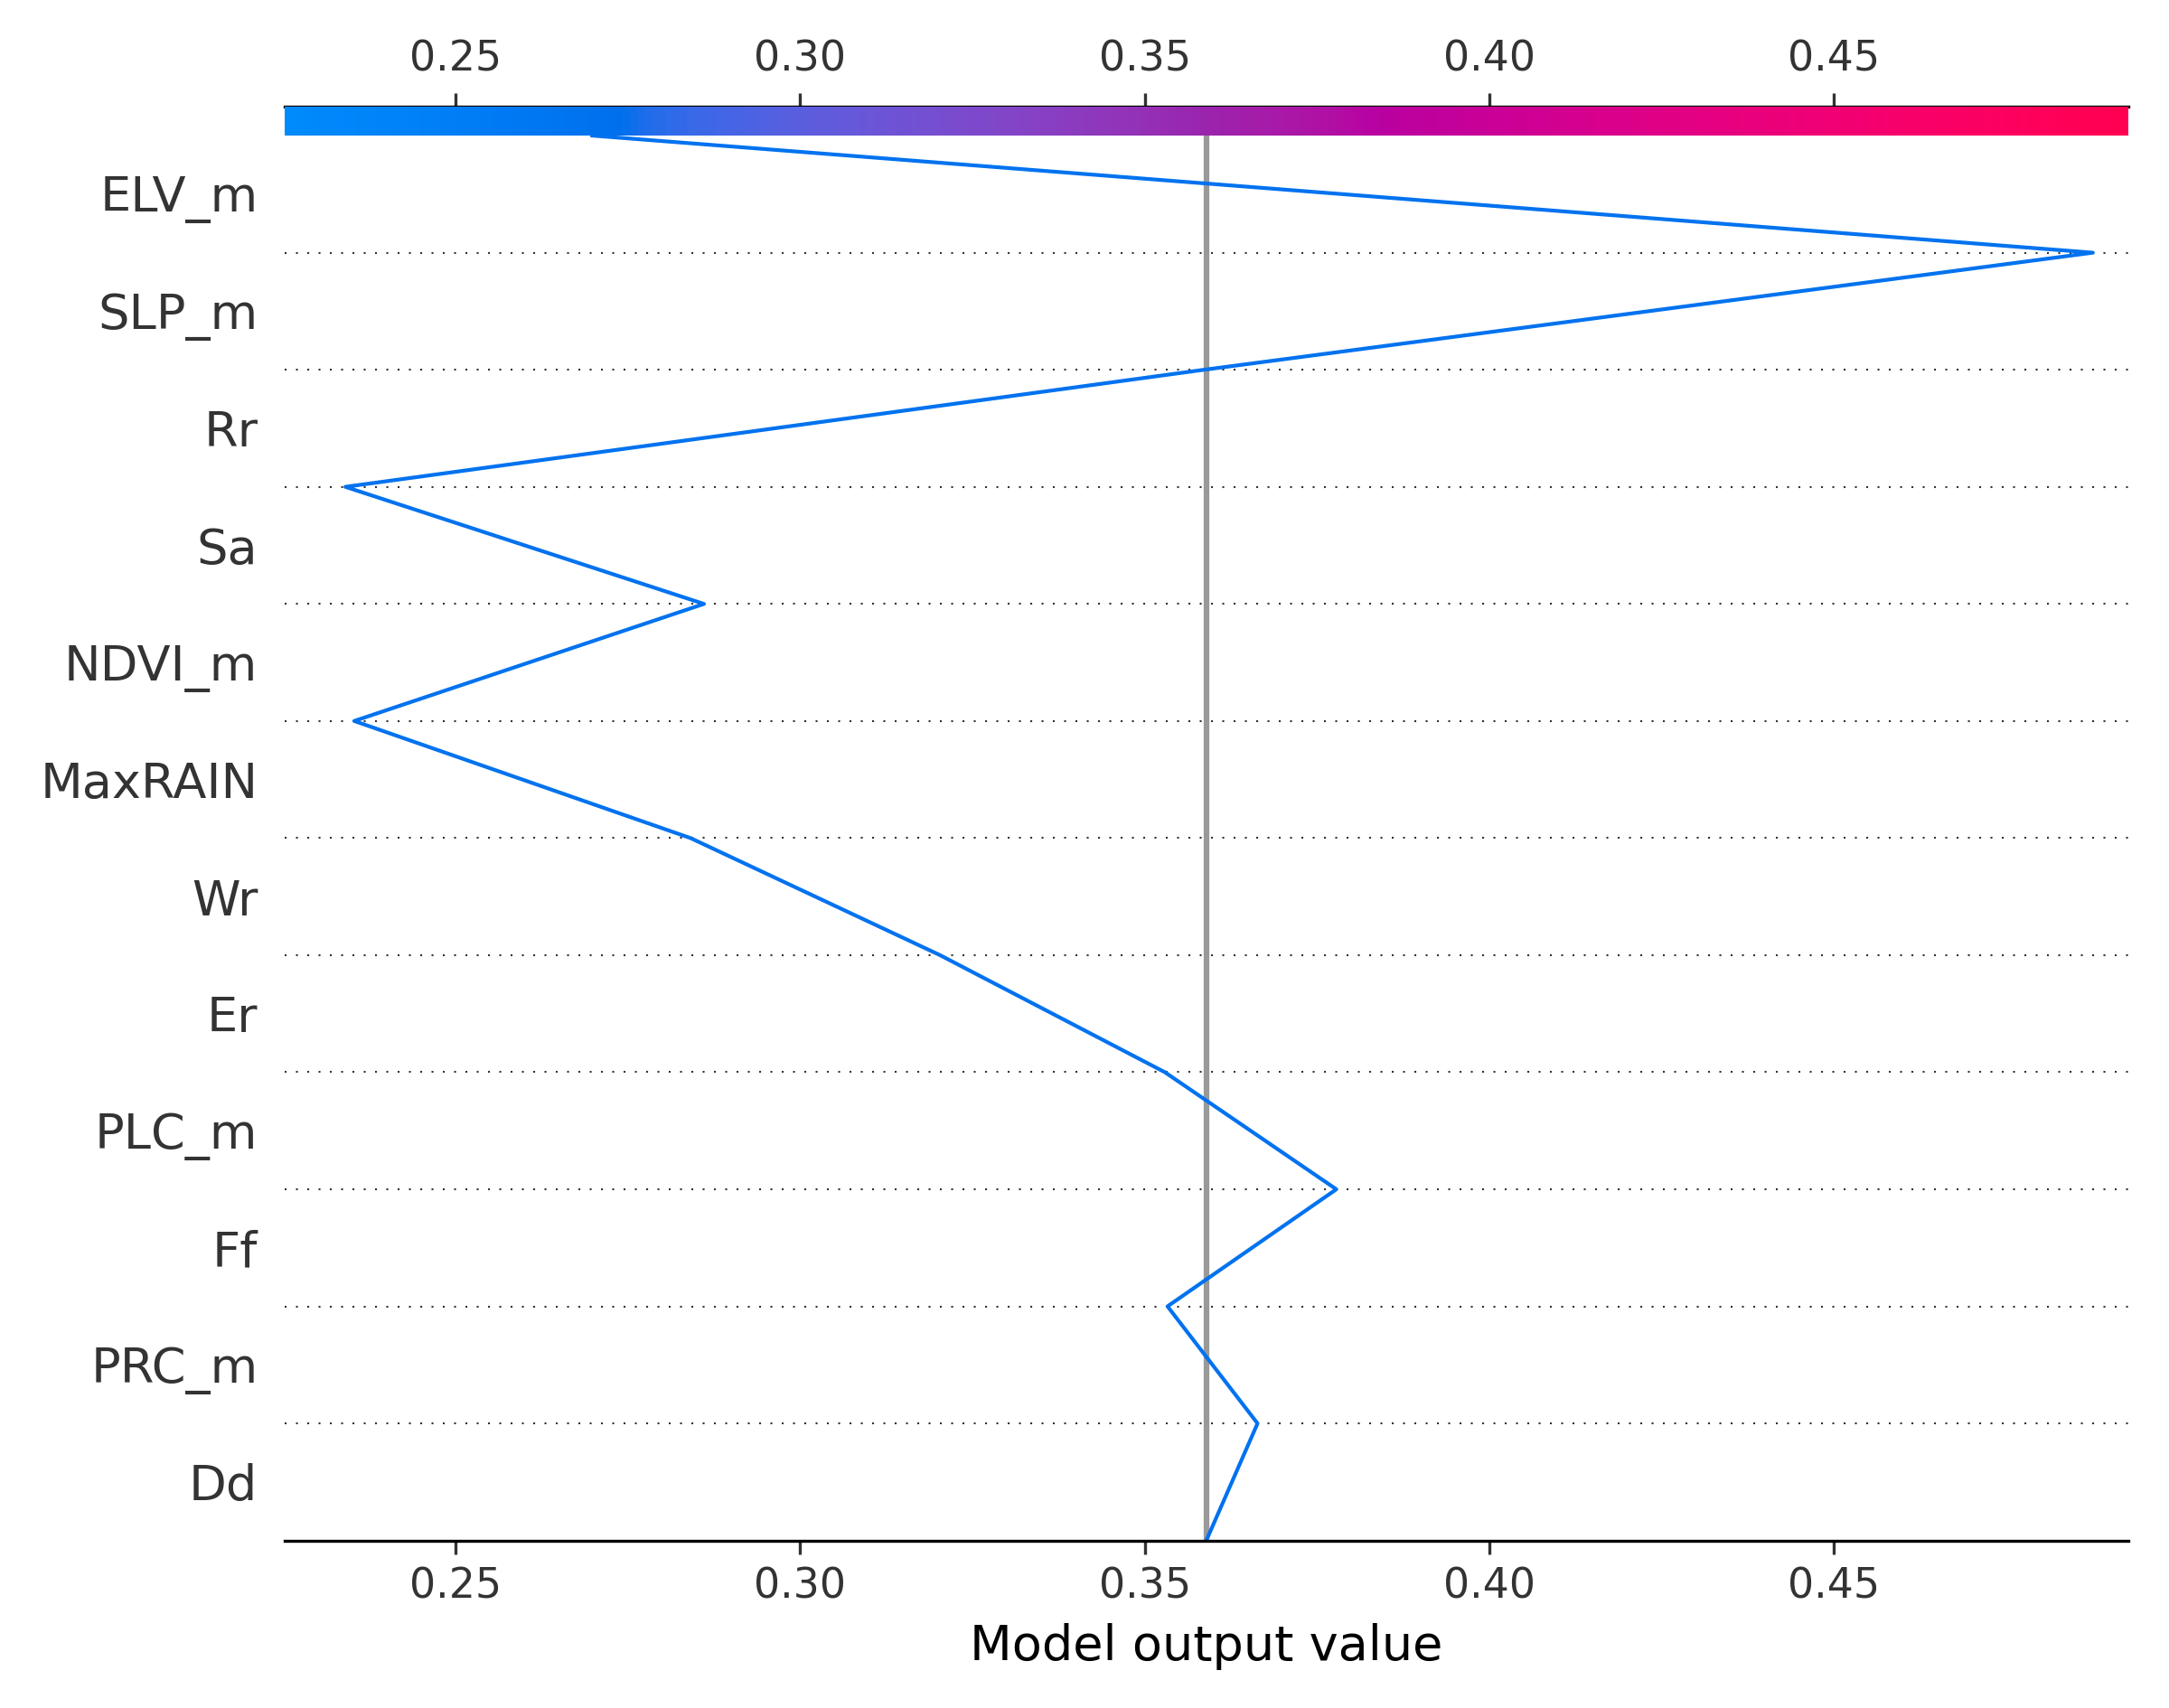 0.25 0.30 0.35 0.40 0.45
ELV_m
SLP_m
Rr
Sa
NDVI_m
MaxRAIN
Wr
Er
PLC_m
Ff
PRC_m
Dd
0.25 0.30 0.35 0.40 0.45
Model output value